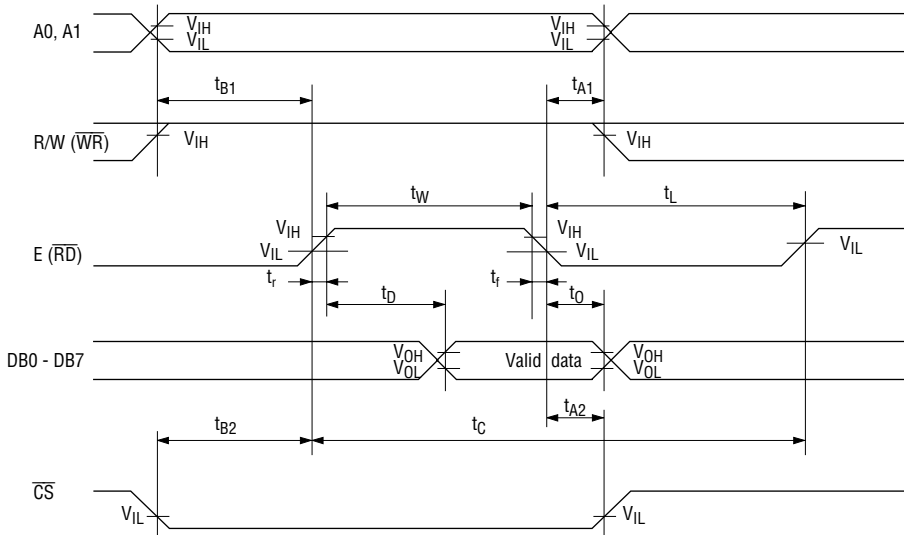 A0, A1
VIH
VIL
VIH
VIL
tB1
tA1
R/W (WR)
VIH
VIH
tW
tL
E (RD)
VIH
VIL
VIH
VIL
VIL
tr
tD
tf
tO
DB0 - DB7
VOH
VOL
Valid data
VOH
VOL
tB2
tC
tA2
CS
VIL
VIL